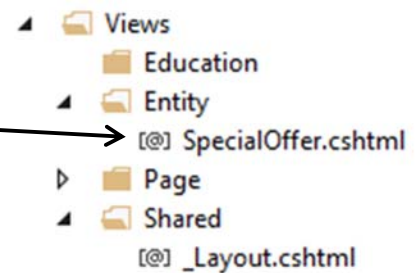 Views
Education
Entity
[@] SpecialOffer.cshtml
Page
Shared
[@] _Layout.cshtml